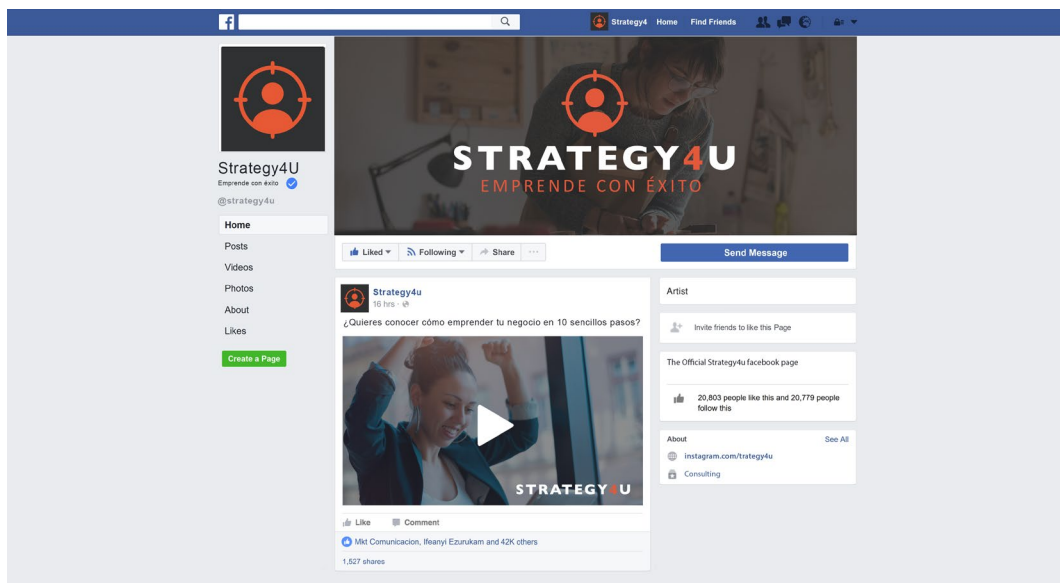 Strategy4 Home Find Friends
STRATEGY4U
EMPRENDE CON ÉXITO
Strategy4U
Emprende con éxito
@strategy4u
Home
Posts
Videos
Photos
About
Likes
Create a Page
Liked Following Share
Send Message
Strategy4u
16 hrs ·
¿Quieres conocer cómo emprender tu negocio en 10 sencillos pasos?
STRATEGY4U
Like Comment
Mkt Comunicacion, Ifeanyi Ezurukam and 42K others
1,527 shares
Artist
Invite friends to like this Page
The Official Strategy4u facebook page
20,803 people like this and 20,779 people
follow this
About See All
instagram.com/trategy4u
Consulting